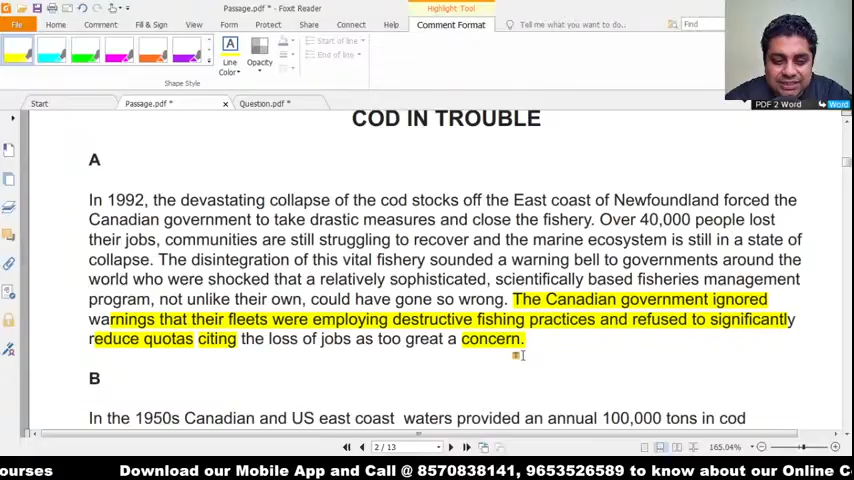 Passage.pdf * - Foxit Reader
Highlight Tool
File
Home
Comment
View
Form
Protect
Share
Connect
Help
Comment Format
Tell me what you want to do...
Find
Line
Color
Opacity
Start of line
End of line
Shape Style
PDF 2 Word
Word
Start
Passage.pdf *
Question.pdf *
COD IN TROUBLE
A
In 1992, the devastating collapse of the cod stocks off the East coast of Newfoundland forced the
Canadian government to take drastic measures and close the fishery. Over 40,000 people lost
their jobs, communities are still struggling to recover and the marine ecosystem is still in a state of
collapse. The disintegration of this vital fishery sounded a warning bell to governments around the
world who were shocked that a relatively sophisticated, scientifically based fisheries management
program, not unlike their own, could have gone so wrong. The Canadian government ignored
warnings that their fleets were employing destructive fishing practices and refused to significantly
reduce quotas citing the loss of jobs as too great a concern.
B
In the 1950s Canadian and US east coast waters provided an annual 100,000 tons in cod
2 / 13
165.04%
ourses Download our Mobile App and Call @ 8570838141, 9653526589 to know about our Online C